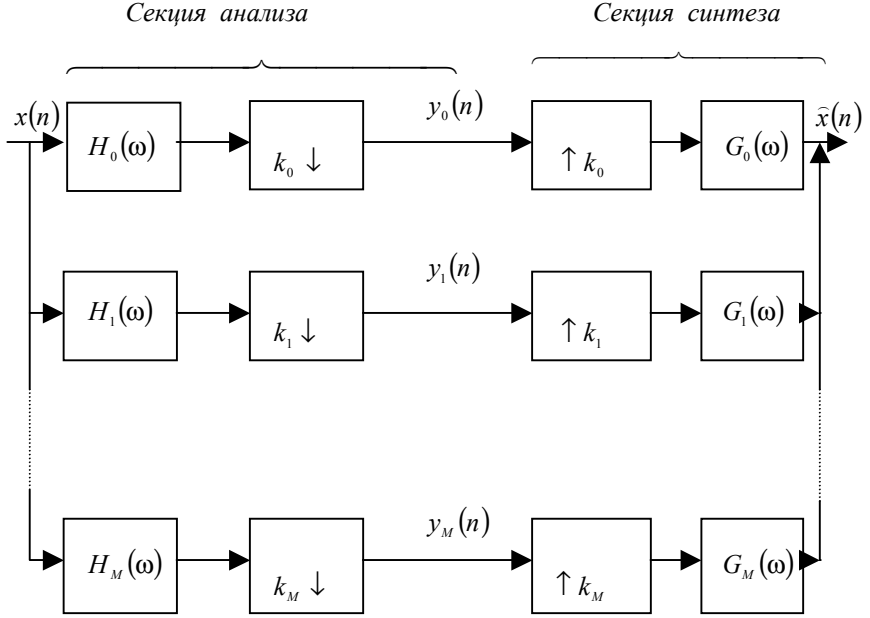 Секция анализа Секция синтеза
x(n) H₀(ω) k₀ ↓ y₀(n) ↑ k₀ G₀(ω) x̂(n)
H₁(ω) k₁ ↓ y₁(n) ↑ k₁ G₁(ω)
H_M(ω) k_M ↓ y_M(n) ↑ k_M G_M(ω)